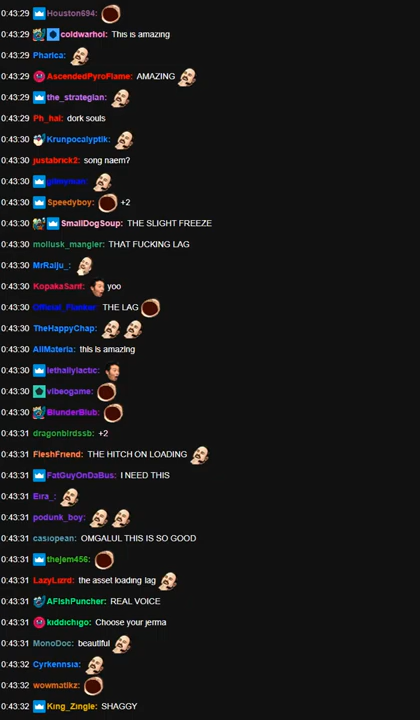 0:43:29 Houston694:
0:43:29 coldwarhol: This is amazing
0:43:29 Pharica:
0:43:29 AscendedPyroFlame: AMAZING
0:43:29 the_strategian:
0:43:29 Ph_hal: dork souls
0:43:30 Krunpocalyptik:
0:43:30 justabrick2: song naem?
0:43:30
0:43:30 Speedyboy: +2
0:43:30 SmallDogSoup: THE SLIGHT FREEZE
0:43:30 mollusk_mangler: THAT FUCKING LAG
0:43:30 MrRaiju_:
0:43:30 KopakaSant: yoo
0:43:30 THE LAG
0:43:30 TheHappyChap:
0:43:30 AllMateria: this is amazing
0:43:30 lethallylactic:
0:43:30 vibeogame:
0:43:30 BlunderBlub:
0:43:31 dragonbirdssb: +2
0:43:31 FleshFriend: THE HITCH ON LOADING
0:43:31 FatGuyOnDaBus: I NEED THIS
0:43:31 Eira_:
0:43:31 podunk_boy:
0:43:31 casiopean: OMGALUL THIS IS SO GOOD
0:43:31 thejem456:
0:43:31 LazyLizrd: the asset loading lag
0:43:31 AFishPuncher: REAL VOICE
0:43:31 kiddichigo: Choose your jerma
0:43:31 MonoDoc: beautiful
0:43:32 Cyrkennsia:
0:43:32 wowmatikz:
0:43:32 King_Zingle: SHAGGY